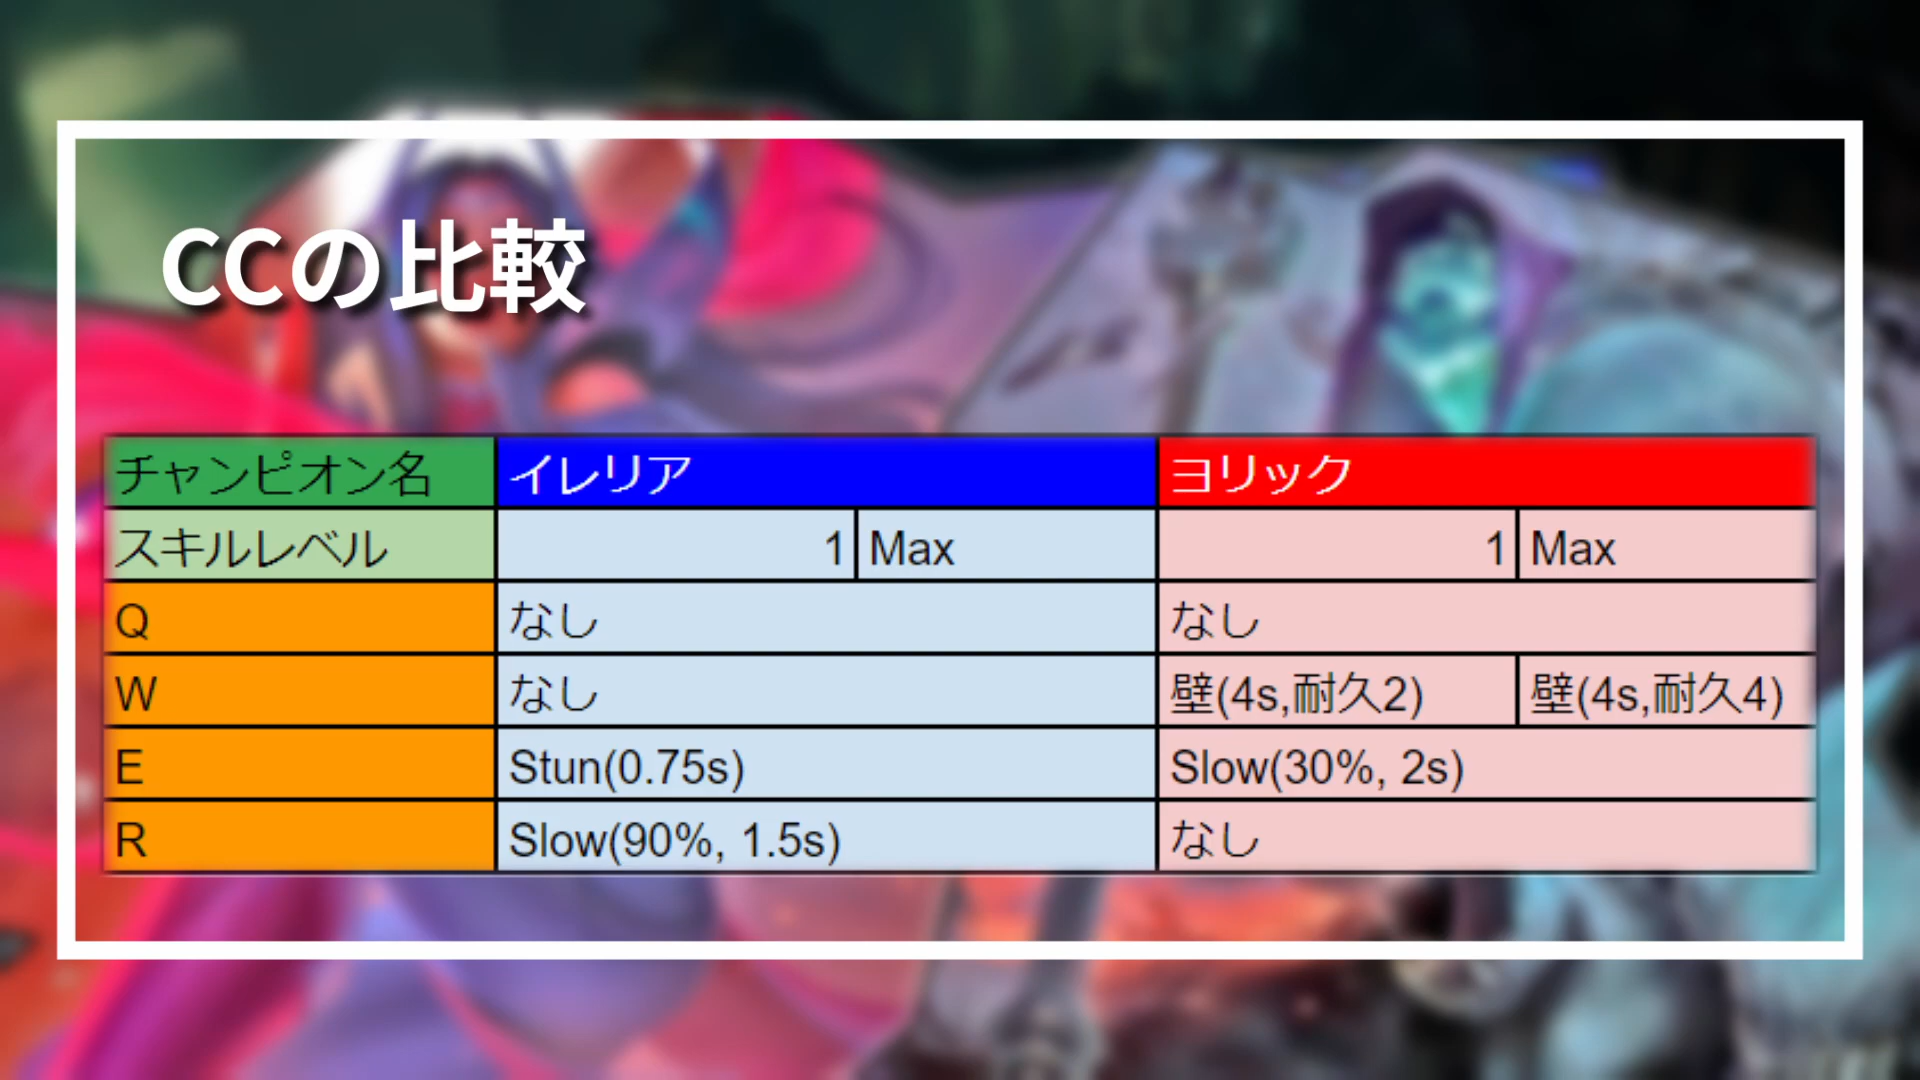 CCの比較
チャンピオン名 イレリア ヨリック
スキルレベル 1 Max 1 Max
Q なし なし
W なし 壁(4s,耐久2) 壁(4s,耐久4)
E Stun(0.75s) Slow(30%, 2s)
R Slow(90%, 1.5s) なし